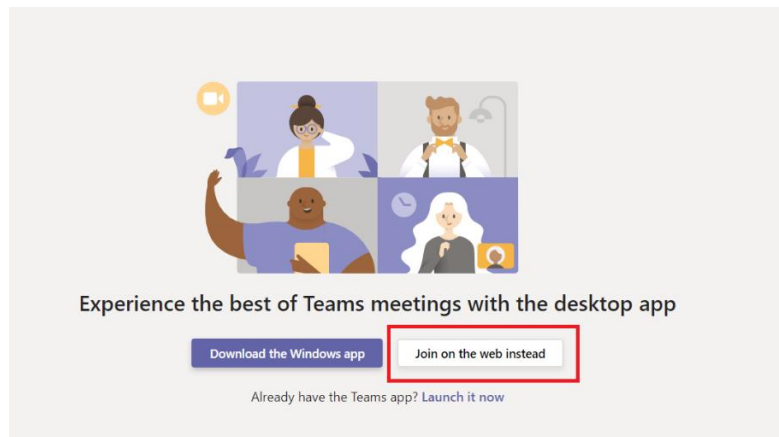 Experience the best of Teams meetings with the desktop app
Download the Windows app
Join on the web instead
Already have the Teams app? Launch it now